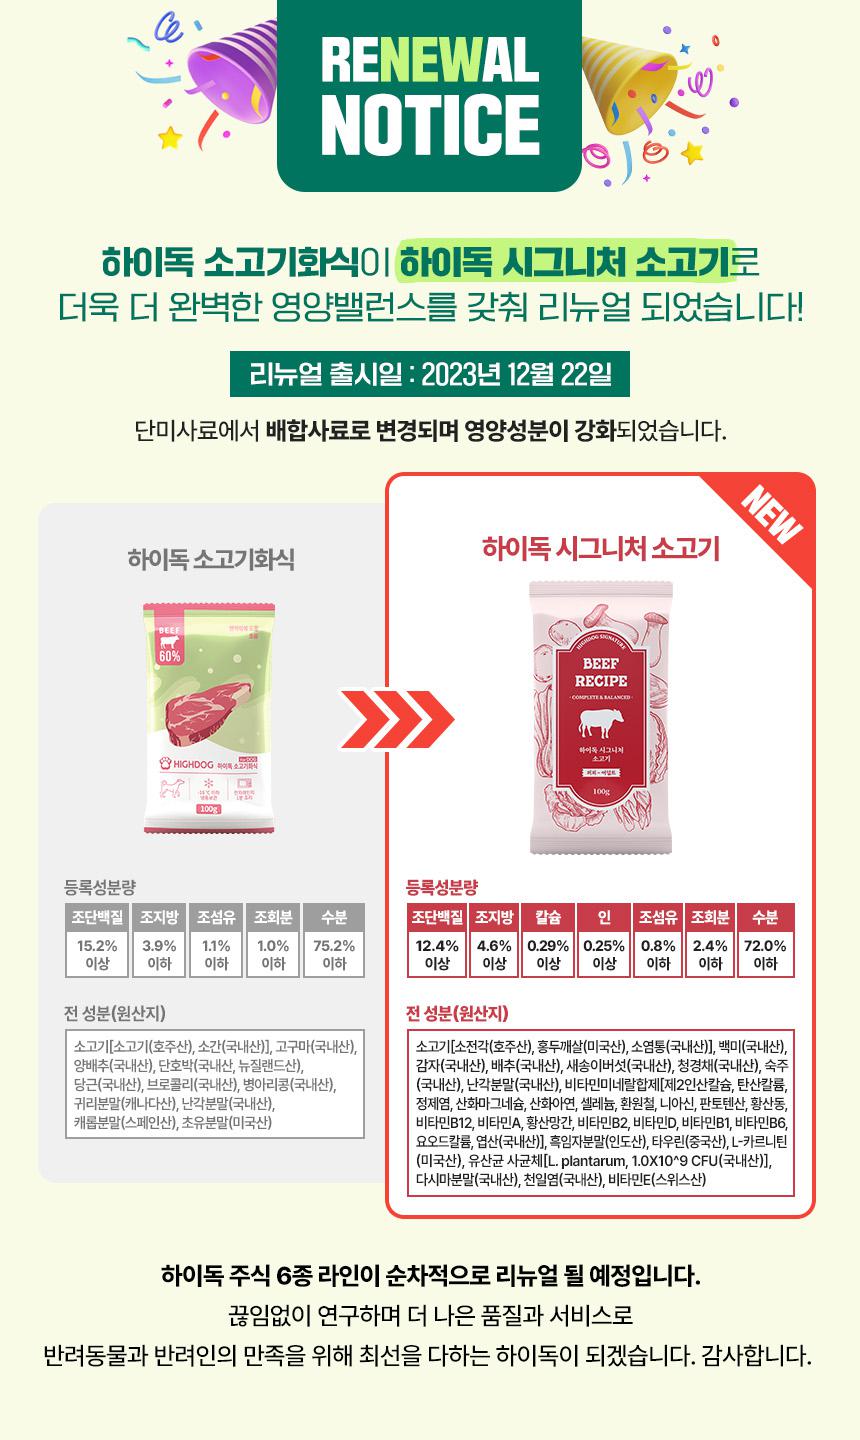 RENEWAL
NOTICE
하이독 소고기화식이 하이독 시그니처 소고기로
더욱 더 완벽한 영양밸런스를 갖춰 리뉴얼 되었습니다!
리뉴얼 출시일 : 2023년 12월 22일
단미사료에서 배합사료로 변경되며 영양성분이 강화되었습니다.
하이독 소고기화식
BEEF
60%
HIGHDOG 하이독 소고기화식
100g
등록성분량
조단백질 조지방 조섬유 조회분 수분
15.2% 3.9% 1.1% 1.0% 75.2%
이상 이하 이하 이하 이하
전 성분(원산지)
소고기[소고기(호주산), 소간(국내산)], 고구마(국내산),
양배추(국내산), 단호박(국내산, 뉴질랜드산),
당근(국내산), 브로콜리(국내산), 병아리콩(국내산),
귀리분말(캐나다산), 난각분말(국내산),
캐롭분말(스페인산), 초유분말(미국산)
NEW
하이독 시그니처 소고기
HIGHDOG SIGNATURE
BEEF
RECIPE
COMPLETE & BALANCED
하이독 시그니처
소고기
퍼피 - 어덜트
100g
등록성분량
조단백질 조지방 칼슘 인 조섬유 조회분 수분
12.4% 4.6% 0.29% 0.25% 0.8% 2.4% 72.0%
이상 이상 이상 이상 이하 이하 이하
전 성분(원산지)
소고기[소전각(호주산), 홍두깨살(미국산), 소염통(국내산)], 백미(국내산),
감자(국내산), 배추(국내산), 새송이버섯(국내산), 청경채(국내산), 숙주
(국내산), 난각분말(국내산), 비타민미네랄합제[제2인산칼슘, 탄산칼륨,
정제염, 산화마그네슘, 산화아연, 셀레늄, 환원철, 니아신, 판토텐산, 황산동,
비타민B12, 비타민A, 황산망간, 비타민B2, 비타민D, 비타민B1, 비타민B6,
요오드칼륨, 엽산(국내산)], 흑임자분말(인도산), 타우린(중국산), L-카르니틴
(미국산), 유산균 사균체[L. plantarum, 1.0X10^9 CFU(국내산)],
다시마분말(국내산), 천일염(국내산), 비타민E(스위스산)
하이독 주식 6종 라인이 순차적으로 리뉴얼 될 예정입니다.
끊임없이 연구하며 더 나은 품질과 서비스로
반려동물과 반려인의 만족을 위해 최선을 다하는 하이독이 되겠습니다. 감사합니다.